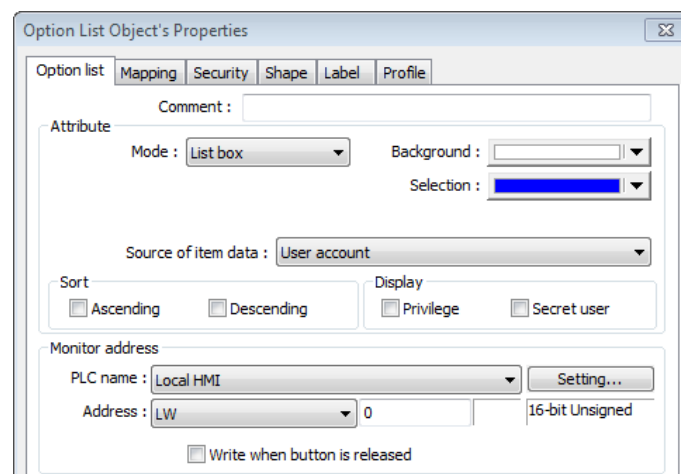 Option List Object's Properties
Option list Mapping Security Shape Label Profile
Comment :
Attribute
Mode : List box Background :
Selection :
Source of item data : User account
Sort Display
Ascending Descending Privilege Secret user
Monitor address
PLC name : Local HMI Setting...
Address : LW 0 16-bit Unsigned
Write when button is released